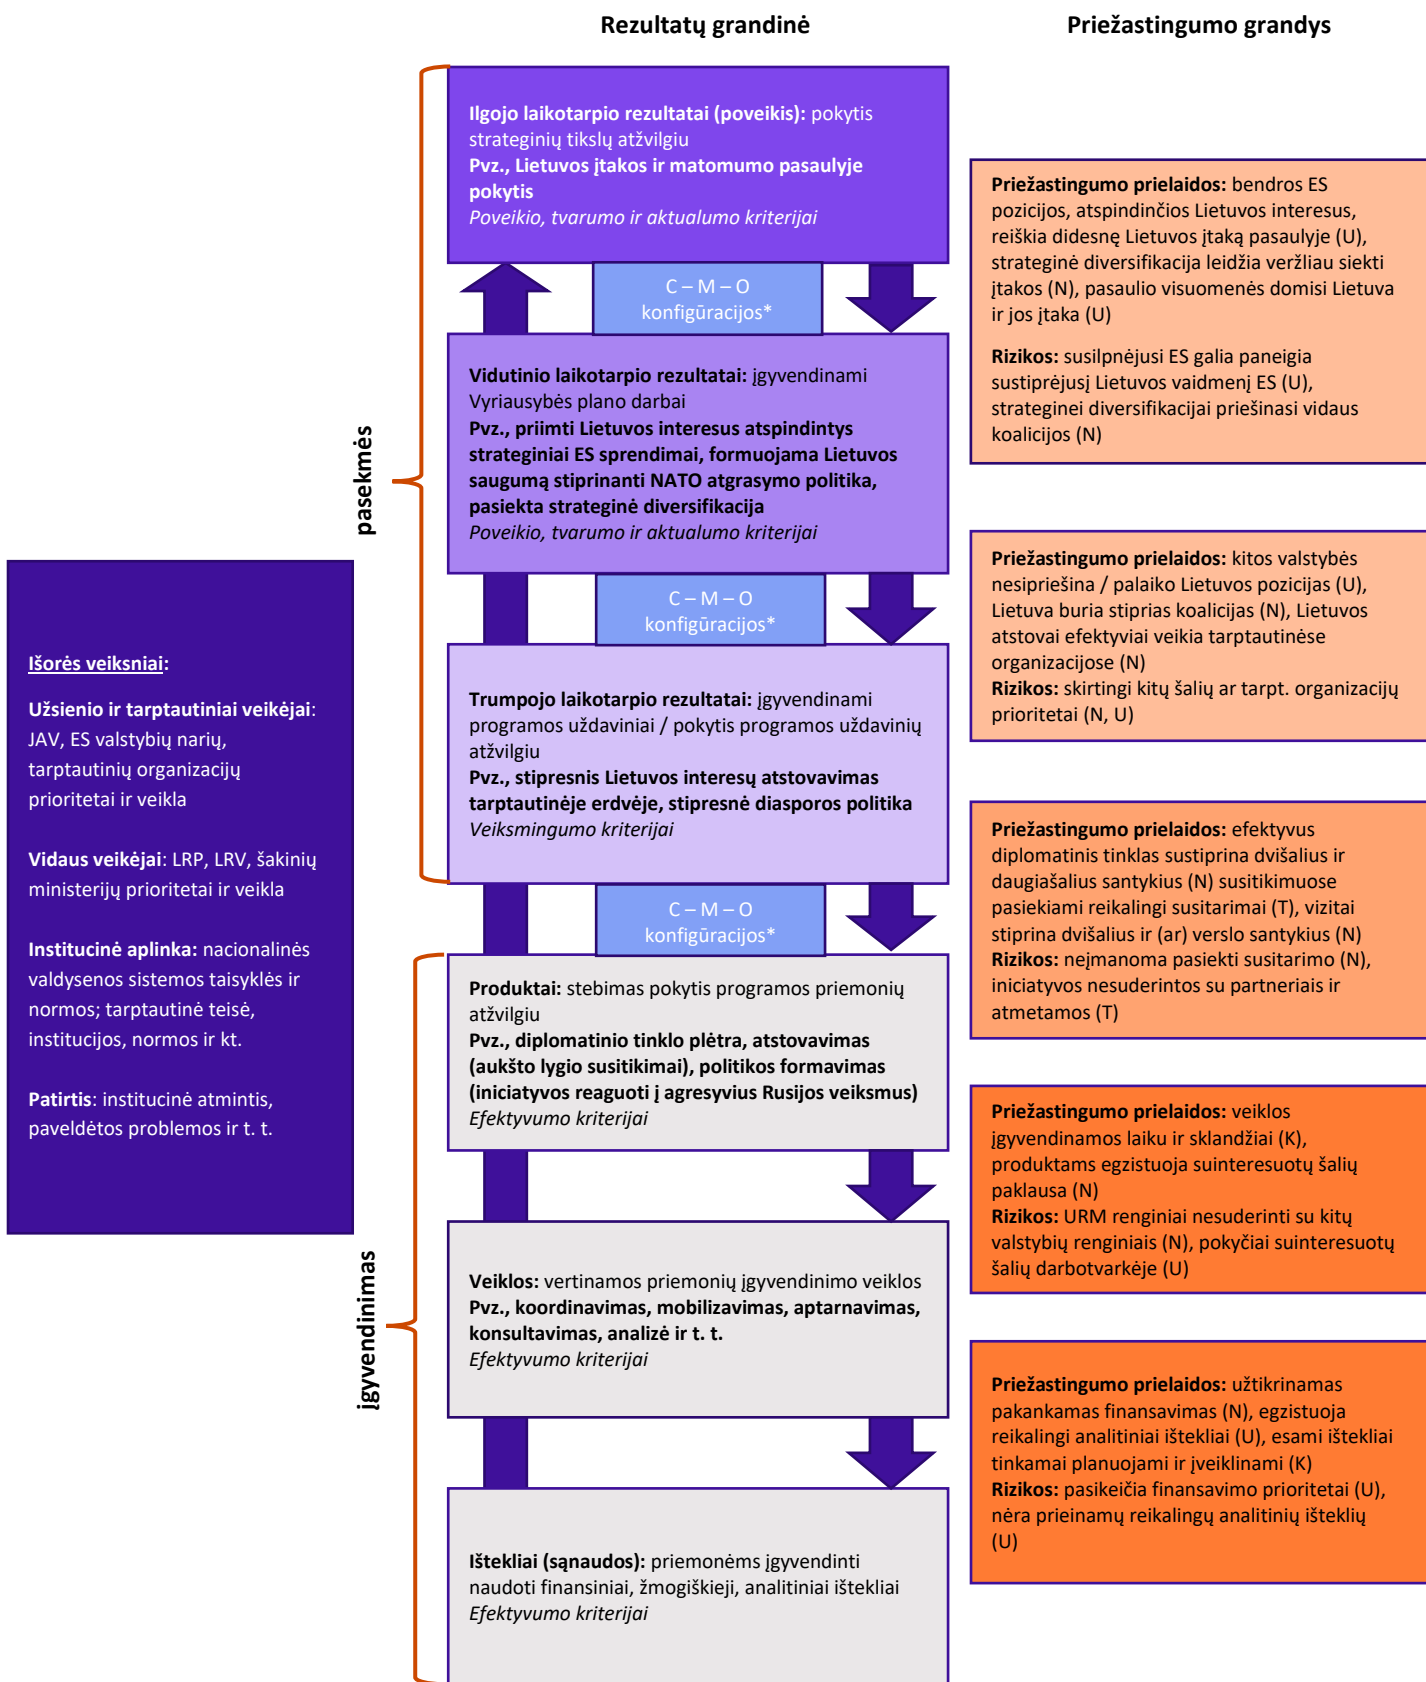 Rezultatų grandinė
Priežastingumo grandys
Ilgojo laikotarpio rezultatai (poveikis): pokytis
strateginių tikslų atžvilgiu
Pvz., Lietuvos įtakos ir matomumo pasaulyje
pokytis
Poveikio, tvarumo ir aktualumo kriterijai
C – M – O
konfigūracijos*
Vidutinio laikotarpio rezultatai: įgyvendinami
Vyriausybės plano darbai
Pvz., priimti Lietuvos interesus atspindintys
strateginiai ES sprendimai, formuojama Lietuvos
saugumą stiprinanti NATO atgrasymo politika,
pasiekta strateginė diversifikacija
Poveikio, tvarumo ir aktualumo kriterijai
C – M – O
konfigūracijos*
Trumpojo laikotarpio rezultatai: įgyvendinami
programos uždaviniai / pokytis programos uždavinių
atžvilgiu
Pvz., stipresnis Lietuvos interesų atstovavimas
tarptautinėje erdvėje, stipresnė diasporos politika
Veiksmingumo kriterijai
C – M – O
konfigūracijos*
Produktai: stebimas pokytis programos priemonių
atžvilgiu
Pvz., diplomatinio tinklo plėtra, atstovavimas
(aukšto lygio susitikimai), politikos formavimas
(iniciatyvos reaguoti į agresyvius Rusijos veiksmus)
Efektyvumo kriterijai
Veiklos: vertinamos priemonių įgyvendinimo veiklos
Pvz., koordinavimas, mobilizavimas, aptarnavimas,
konsultavimas, analizė ir t. t.
Efektyvumo kriterijai
Ištekliai (sąnaudos): priemonėms įgyvendinti
naudoti finansiniai, žmogiškieji, analitiniai ištekliai
Efektyvumo kriterijai
pasekmės
įgyvendinimas
Išorės veiksniai:
Užsienio ir tarptautiniai veikėjai:
JAV, ES valstybių narių,
tarptautinių organizacijų
prioritetai ir veikla
Vidaus veikėjai: LRP, LRV, šakinių
ministerijų prioritetai ir veikla
Institucinė aplinka: nacionalinės
valdysenos sistemos taisyklės ir
normos; tarptautinė teisė,
institucijos, normos ir kt.
Patirtis: institucinė atmintis,
paveldėtos problemos ir t. t.
Priežastingumo prielaidos: bendros ES
pozicijos, atspindinčios Lietuvos interesus,
reiškia didesnę Lietuvos įtaką pasaulyje (U),
strateginė diversifikacija leidžia veržliau siekti
įtakos (N), pasaulio visuomenės domisi Lietuva
ir jos įtaka (U)
Rizikos: susilpnėjusi ES galia paneigia
sustiprėjusį Lietuvos vaidmenį ES (U),
strateginei diversifikacijai priešinasi vidaus
koalicijos (N)
Priežastingumo prielaidos: kitos valstybės
nesipriešina / palaiko Lietuvos pozicijas (U),
Lietuva buria stiprias koalicijas (N), Lietuvos
atstovai efektyviai veikia tarptautinėse
organizacijose (N)
Rizikos: skirtingi kitų šalių ar tarpt. organizacijų
prioritetai (N, U)
Priežastingumo prielaidos: efektyvus
diplomatinis tinklas sustiprina dvišalius ir
daugiašalius santykius (N) susitikimuose
pasiekiami reikalingi susitarimai (T), vizitai
stiprina dvišalius ir (ar) verslo santykius (N)
Rizikos: neįmanoma pasiekti susitarimo (N),
iniciatyvos nesuderintos su partneriais ir
atmetamos (T)
Priežastingumo prielaidos: veiklos
įgyvendinamos laiku ir sklandžiai (K),
produktams egzistuoja suinteresuotų šalių
paklausa (N)
Rizikos: URM renginiai nesuderinti su kitų
valstybių renginiais (N), pokyčiai suinteresuotų
šalių darbotvarkėje (U)
Priežastingumo prielaidos: užtikrinamas
pakankamas finansavimas (N), egzistuoja
reikalingi analitiniai ištekliai (U), esami ištekliai
tinkamai planuojami ir įveiklinami (K)
Rizikos: pasikeičia finansavimo prioritetai (U),
nėra prieinamų reikalingų analitinių išteklių
(U)